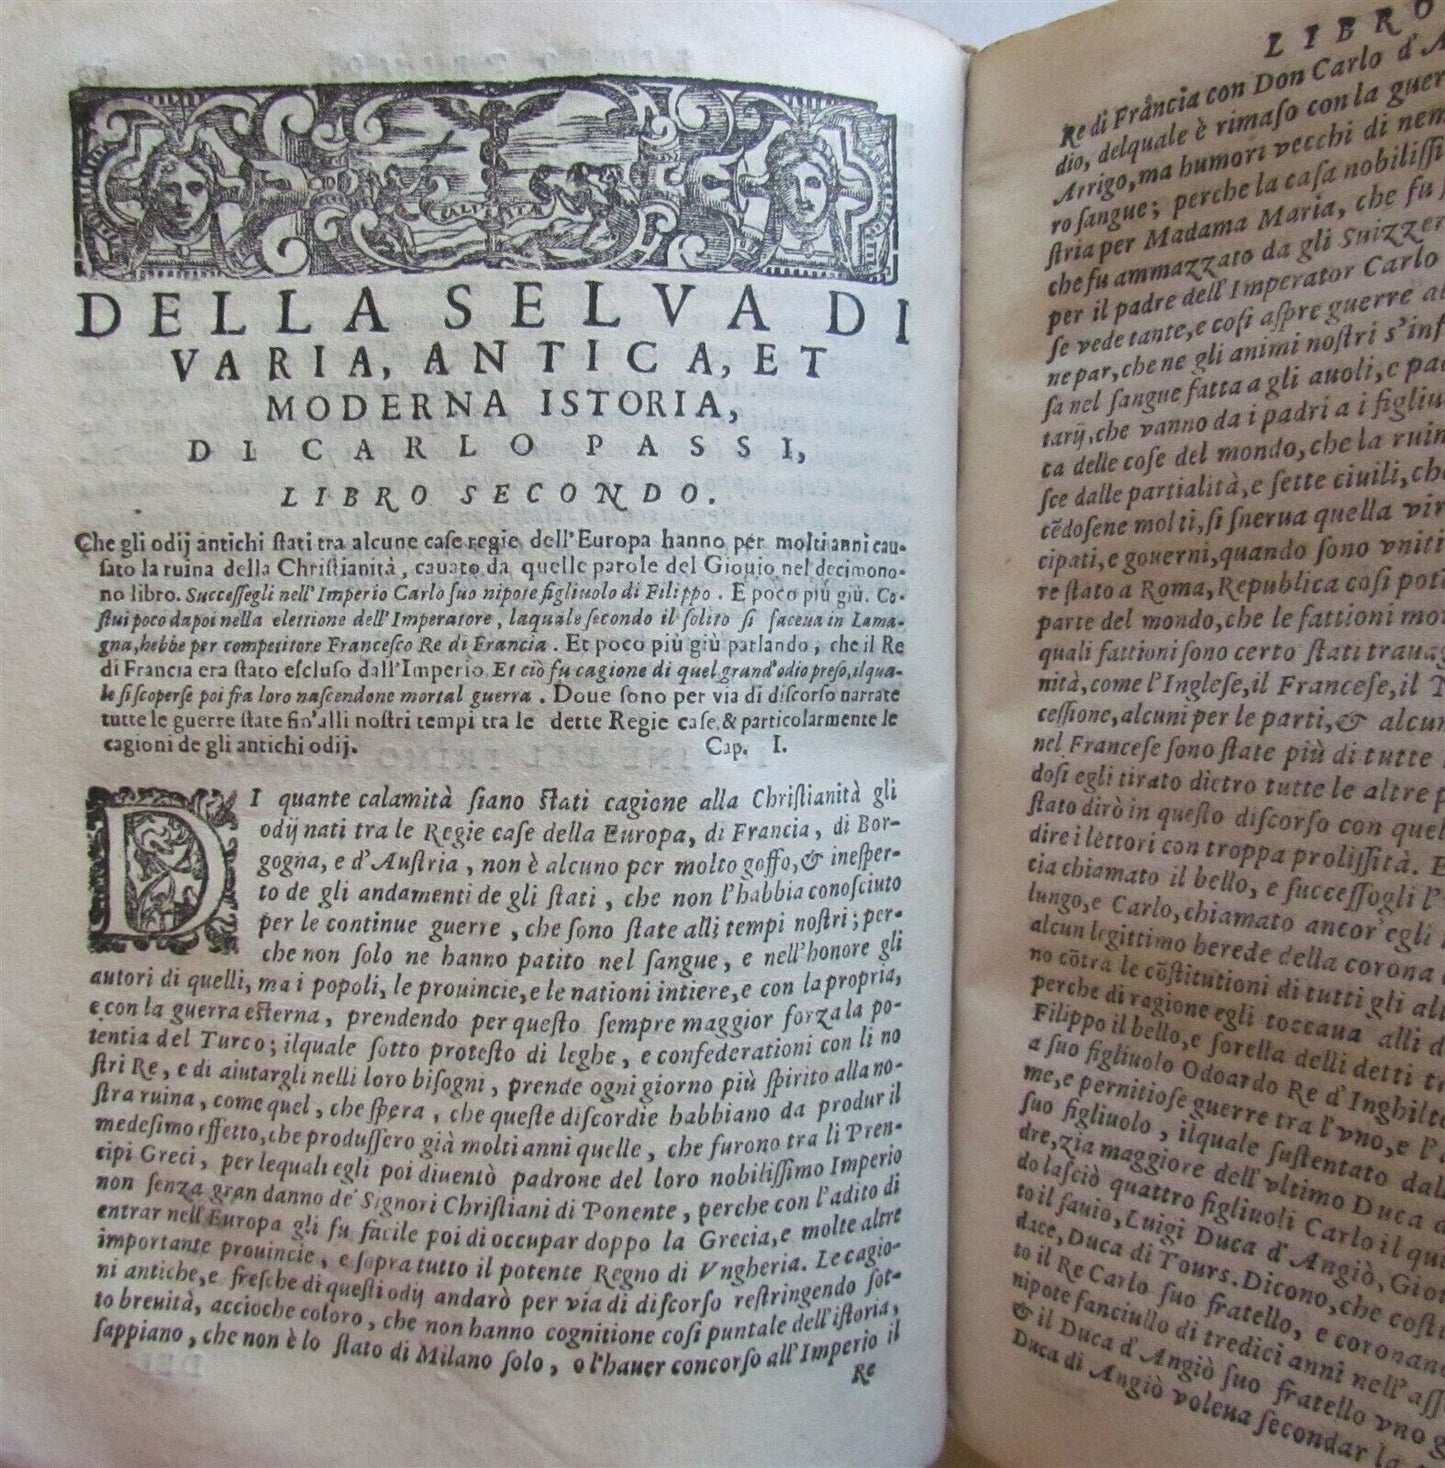 DELLA SELVA DI
VARIA, ANTICA, ET
MODERNA ISTORIA,
DI CARLO PASSI,
LIBRO SECONDO.
Che gli odij antichi ſtati tra alcune caſe regie dell'Europa hanno per molti anni cau-
ſato la ruina della Chriſtianità, cauato da quelle parole del Giouio nel decimono-
no libro. Succeſſegli nell'Imperio Carlo ſuo nipote figliuolo di Filippo. E poco più giù. Co-
ſtui poco dapoi nella elettione dell'Imperatore, laquale ſecondo il ſolito ſi faceua in Lama-
gna, hebbe per competitore Franceſco Re di Francia. Et poco più giù parlando, che il Re
di Francia era ſtato eſcluſo dall'Imperio. Et ciò fu cagione di quel grand'odio preſo, ilqua-
le ſi ſcoperſe poi fra loro naſcendone mortal guerra. Doue ſono per via di diſcorſo narrate
tutte le guerre ſtate fin'alli noſtri tempi tra le dette Regie caſe, & particolarmente le
cagioni de gli antichi odij. Cap. I.
DI quante calamità ſiano ſtati cagione alla Chriſtianità gli
odij nati tra le Regie caſe della Europa, di Francia, di Bor-
gogna, e d'Auſtria, non è alcuno per molto goffo, & ineſper-
to de gli andamenti de gli ſtati, che non l'habbia conoſciuto
per le continue guerre, che ſono ſtate alli tempi noſtri; per-
che non ſolo ne hanno patito nel ſangue, e nell'honore gli
autori di quelli, ma i popoli, le prouincie, e le nationi intiere, e con la propria,
e con la guerra eſterna, prendendo per queſto ſempre maggior forza la po-
tentia del Turco; ilquale ſotto proteſto di leghe, e confederationi con li no
ſtri Re, e di aiutargli nelli loro biſogni, prende ogni giorno più ſpirito alla no-
ſtra ruina, come quel, che ſpera, che queſte diſcordie habbiano da produr il
medeſimo effetto, che produſſero già molti anni quelle, che furono tra li Pren-
cipi Greci, per lequali egli poi diuentò padrone del loro nobiliſſimo Imperio
non ſenza gran danno de' Signori Chriſtiani di Ponente, perche con l'adito di
entrar nell'Europa gli fu facile poi di occupar doppo la Grecia, e molte altre
importante prouincie, e ſopra tutto il potente Regno di Vngheria. Le cagio-
ni antiche, e freſche di queſti odij andarò per via di diſcorſo reſtringendo ſot-
to breuità, accioche coloro, che non hanno cognitione coſi puntale dell'iſtoria,
ſappiano, che non è lo ſtato di Milano ſolo, o l'hauer concorſo all'Imperio il
Re
LIBRO
Re di Francia con Don Carlo d'A
dio, delquale è rimaſo con la guer
Arrigo, ma humori vecchi di nem
ro ſangue; perche la caſa nobiliſſi
ſtria per Madama Maria, che fu
che fu ammazzato da gli Suizzer
per il padre dell'Imperator Carlo
ſe vede tante, e coſi aſpre guerre al
ne par, che ne gli animi noſtri s'inf
ſa nel ſangue fatta a gli auoli, e pa
tarij, che vanno da i padri a i figliu
ca delle coſe del mondo, che la ruin
ſce dalle partialità, e ſette ciuili, ch
cēdoſene molti, ſi ſnerua quella vir
cipati, e gouerni, quando ſono vniti
re ſtato a Roma, Republica coſi pot
parte del mondo, che le fattioni mo
quali fattioni ſono certo ſtati trauag
nità, come l'Ingleſe, il Franceſe, il T
ceſſione, alcuni per le parti, & alcun
nel Franceſe ſono ſtate più di tutte
doſi egli tirato dietro tutte le altre p
ſtato dirò in queſto diſcorſo con quel
dire i lettori con troppa proliſſità. E
cia chiamato il bello, e ſucceſſogli l'
lungo, e Carlo, chiamato ancor'egli
alcun legittimo herede della corona
no cōtra le cōſtitutioni di tutti gli al
perche di ragione egli toccaua alli d
Filippo il bello, e ſorella delli detti tr
a ſuo figliuolo Odoardo Re d'Inghilte
me, e pernitioſe guerre tra l'vno, e l'
ſuo figliuolo, ilquale ſuſtentato dal
dre, zia maggiore dell'vltimo Duca d
do laſciò quattro figliuoli Carlo il qui
to il ſauio, Luigi Duca d'Angiò, Gio
dace, Duca di Tours. Dicono, che coſt
to il Re Carlo ſuo fratello, e coronan
nipote fanciullo di tredici anni nell'aſſ
& il Duca d'Angiò ſuo fratello vno g
Duca di Angiò voleua ſecondar la